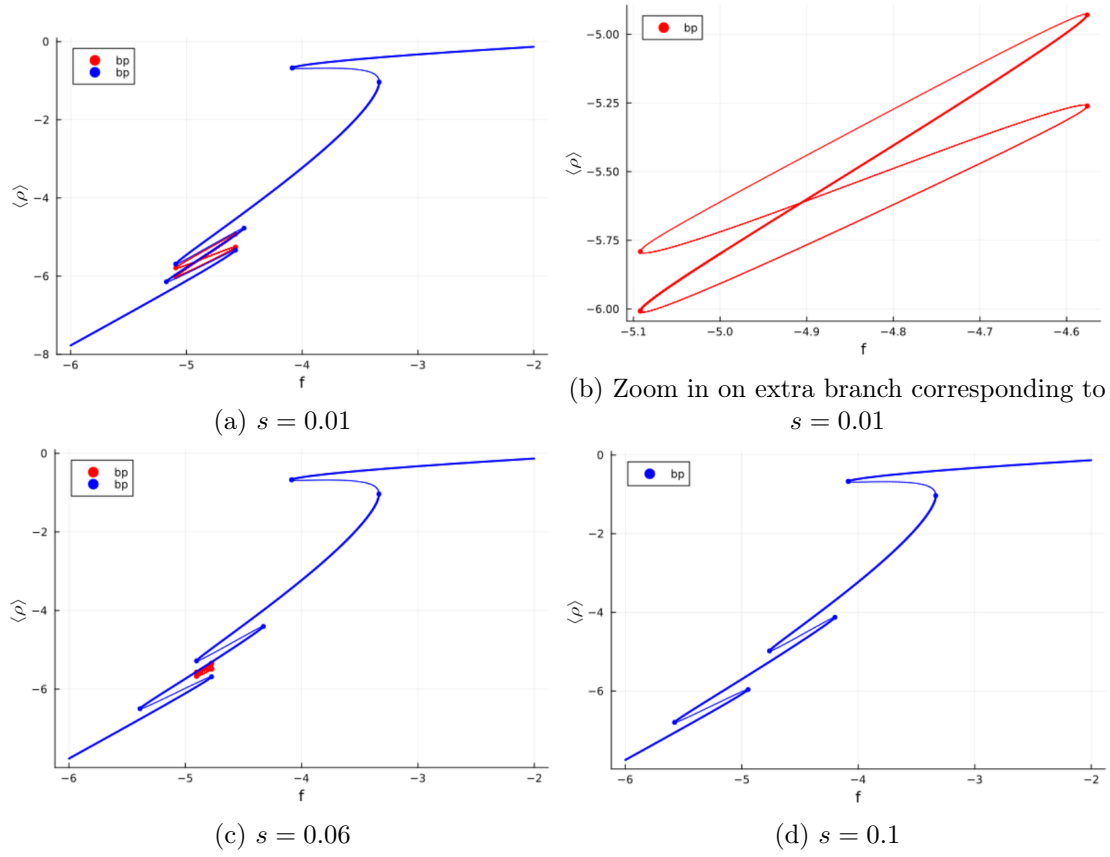 0
−2
−4
−6
−8
⟨ρ⟩
bp
bp
−6 −5 −4 −3 −2
f
(a) s = 0.01
−5.00
−5.25
−5.50
−5.75
−6.00
⟨ρ⟩
bp
−5.1 −5.0 −4.9 −4.8 −4.7 −4.6
f
(b) Zoom in on extra branch corresponding to
s = 0.01
0
−2
−4
−6
⟨ρ⟩
bp
bp
−6 −5 −4 −3 −2
f
(c) s = 0.06
0
−2
−4
−6
−8
⟨ρ⟩
bp
−6 −5 −4 −3 −2
f
(d) s = 0.1